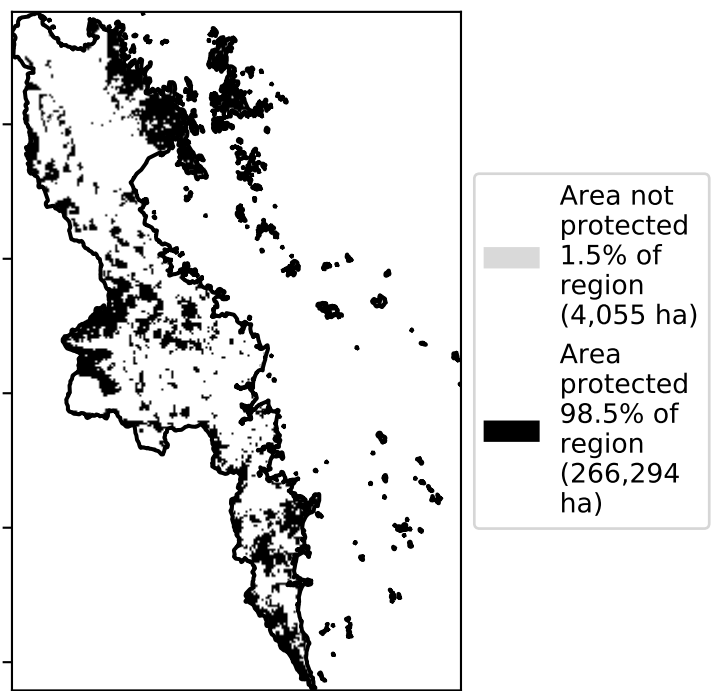 Area not
protected
1.5% of
region
(4,055 ha)
Area
protected
98.5% of
region
(266,294
ha)